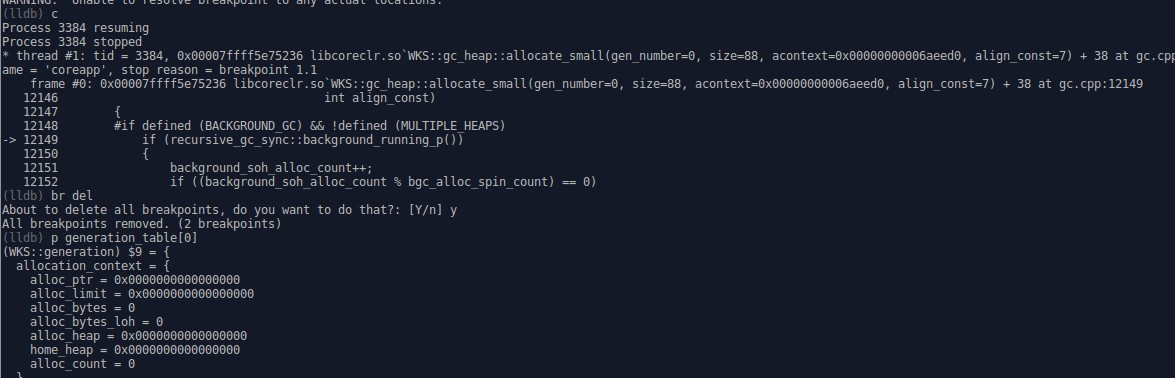 WARNING:  Unable to resolve breakpoint to any actual locations.
(lldb) c
Process 3384 resuming
Process 3384 stopped
* thread #1: tid = 3384, 0x00007ffff5e75236 libcoreclr.so`WKS::gc_heap::allocate_small(gen_number=0, size=88, acontext=0x00000000006aeed0, align_const=7) + 38 at gc.cpp
ame = 'coreapp', stop reason = breakpoint 1.1
    frame #0: 0x00007ffff5e75236 libcoreclr.so`WKS::gc_heap::allocate_small(gen_number=0, size=88, acontext=0x00000000006aeed0, align_const=7) + 38 at gc.cpp:12149
   12146                                      int align_const)
   12147        {
   12148        #if defined (BACKGROUND_GC) && !defined (MULTIPLE_HEAPS)
-> 12149            if (recursive_gc_sync::background_running_p())
   12150            {
   12151                background_soh_alloc_count++;
   12152                if ((background_soh_alloc_count % bgc_alloc_spin_count) == 0)
(lldb) br del
About to delete all breakpoints, do you want to do that?: [Y/n] y
All breakpoints removed. (2 breakpoints)
(lldb) p generation_table[0]
(WKS::generation) $9 = {
  allocation_context = {
    alloc_ptr = 0x0000000000000000
    alloc_limit = 0x0000000000000000
    alloc_bytes = 0
    alloc_bytes_loh = 0
    alloc_heap = 0x0000000000000000
    home_heap = 0x0000000000000000
    alloc_count = 0
  }